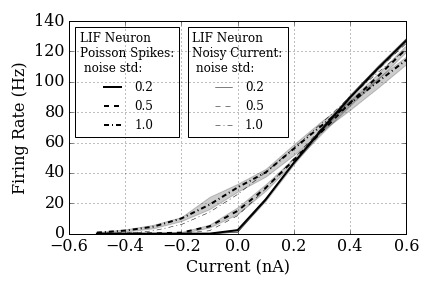 140
120
100
80
60
40
20
0
Firing Rate (Hz)
LIF Neuron
Poisson Spikes:
noise std:
0.2
0.5
1.0
LIF Neuron
Noisy Current:
noise std:
0.2
0.5
1.0
−0.6 −0.4 −0.2 0.0 0.2 0.4 0.6
Current (nA)